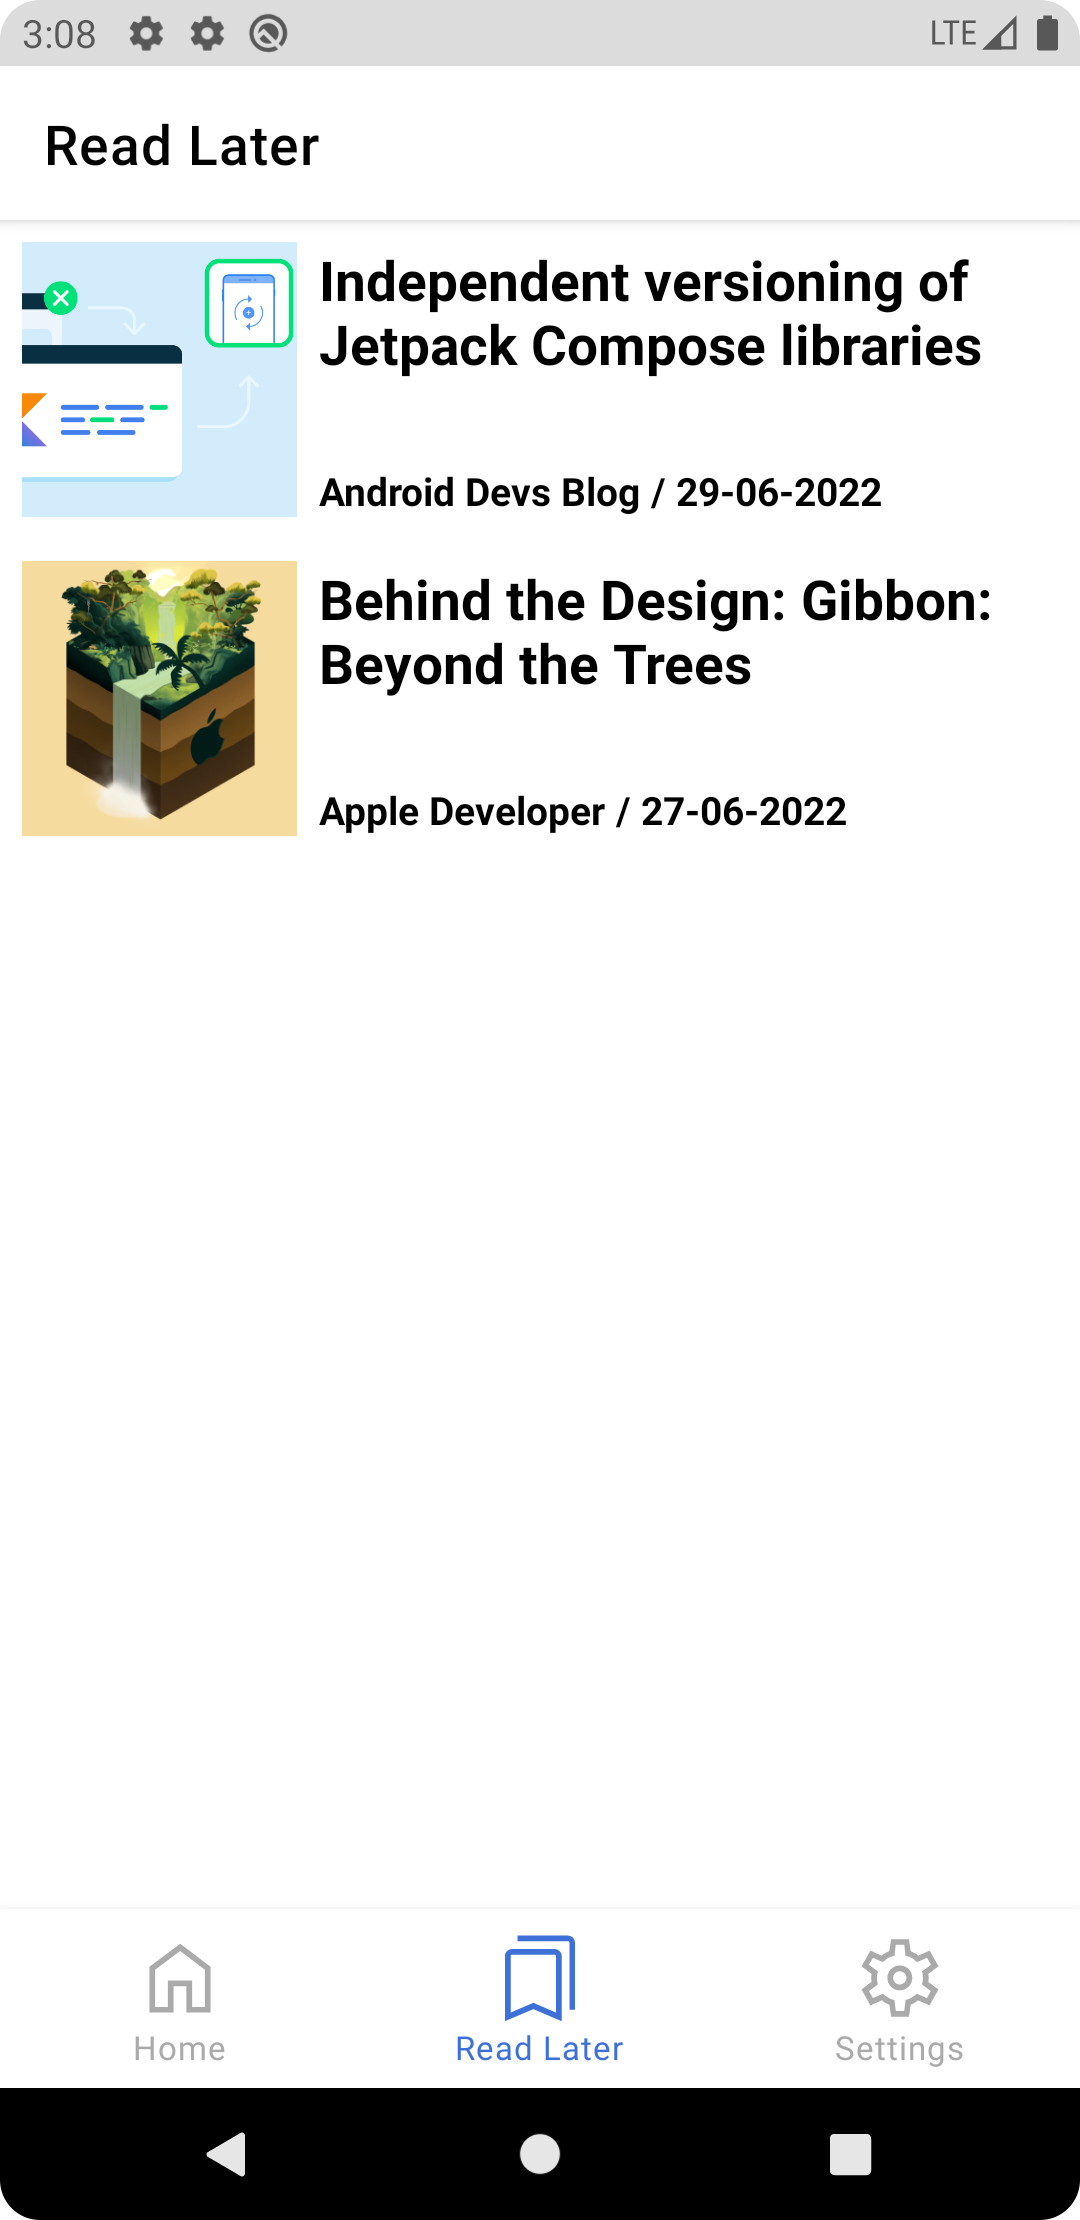 3:08
LTE
Read Later
Independent versioning of
Jetpack Compose libraries
Android Devs Blog / 29-06-2022
Behind the Design: Gibbon:
Beyond the Trees
Apple Developer / 27-06-2022
Home
Read Later
Settings